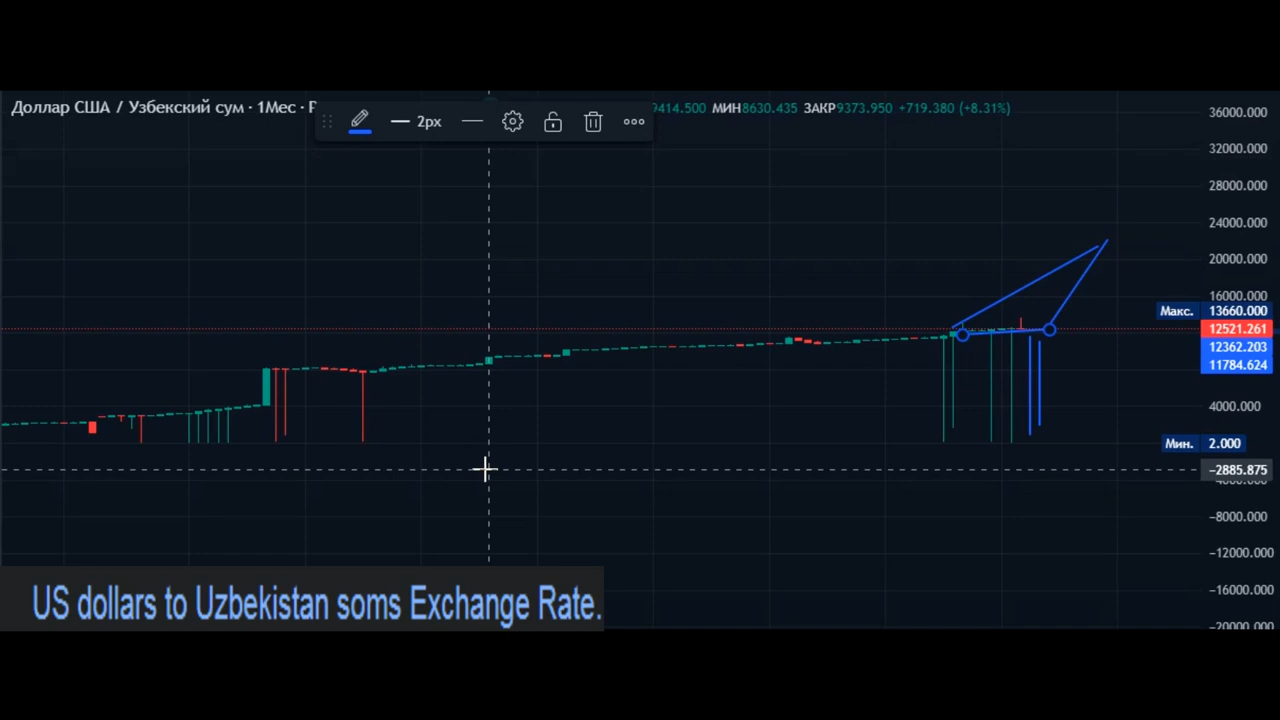 Доллар США / Узбекский сум · 1Мес ·
2px
9414.500 МИН8630.435 ЗАКР9373.950 +719.380 (+8.31%)
36000.000
32000.000
28000.000
24000.000
20000.000
16000.000
Макс. 13660.000
12521.261
12362.203
11784.624
4000.000
Мин. 2.000
−2885.875
−8000.000
−12000.000
−16000.000
−20000.000
US dollars to Uzbekistan soms Exchange Rate.